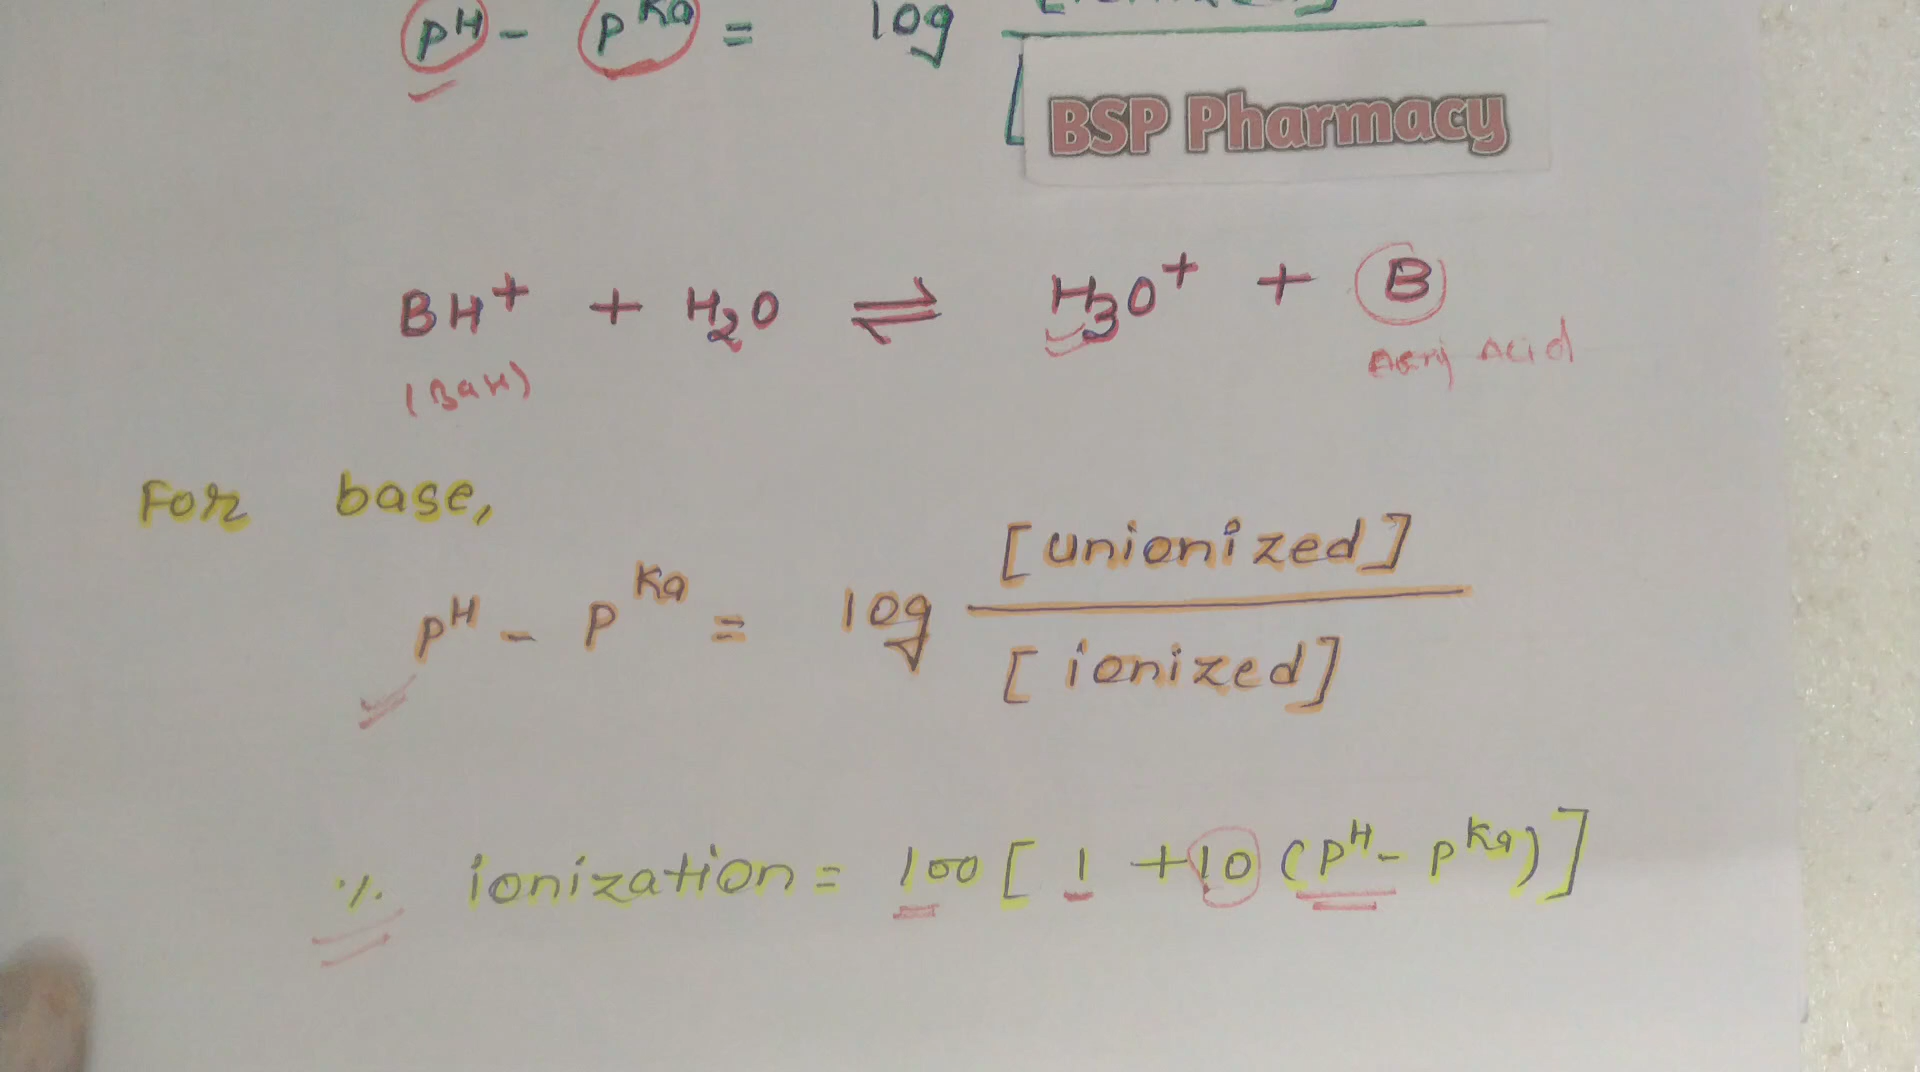 pH - pKa = log
BSP Pharmacy
BH⁺ + H₂O ⇌ H₃O⁺ + B
Acid
For base,
pH - pKa = log [unionized] / [ionized]
% ionization = 100 [1 + 10 (pH - pKa)]